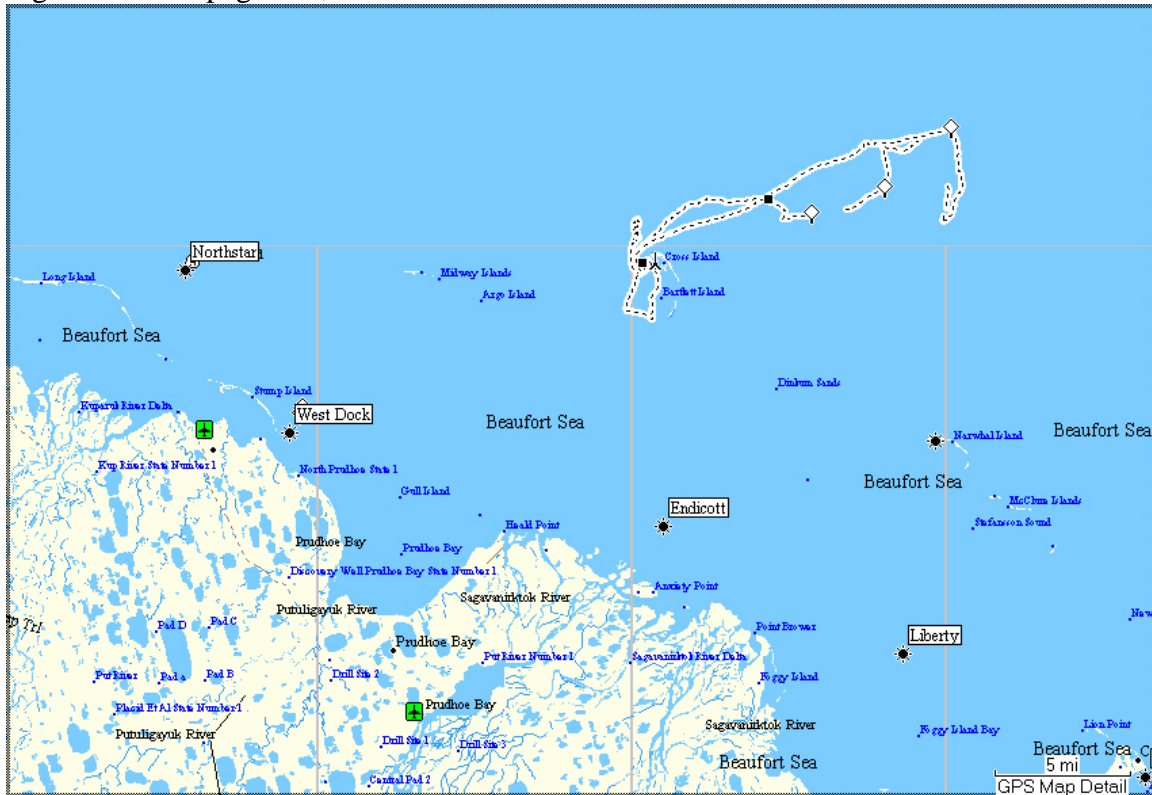 Northstar
Cross Island
Long Island
Midway Islands
Argo Island
Bartlett Island
Beaufort Sea
Stump Island
Dinkum Sands
Kuparuk River Delta
West Dock
Beaufort Sea
Narwhal Island
Beaufort Sea
Kup River State Number 1
North Prudhoe State 1
Beaufort Sea
Gull Island
McClure Islands
Endicott
Stefansson Sound
Heald Point
Prudhoe Bay
Prudhoe Bay
Discovery Well Prudhoe Bay State Number 1
Anxiety Point
Sagavanirktok River
Putuligayuk River
Trl
Pad D
Pad C
Point Brower
Liberty
Prudhoe Bay
Put River Number 1
Sagavanirktok River Delta
Put River
Pad A
Pad B
Drill Site 2
Foggy Island
Prudhoe Bay
Placid Et Al State Number 1
Sagavanirktok River
Foggy Island Bay
Lion Point
Putuligayuk River
Drill Site 1
Drill Site 3
Beaufort Sea
Beaufort Sea
5 mi
Central Pad 2
GPS Map Detail